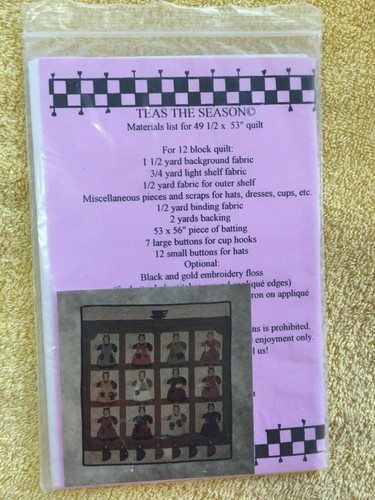 TEAS THE SEASON©
Materials list for 49 1/2 x 53" quilt
For 12 block quilt:
1 1/2 yard background fabric
3/4 yard light shelf fabric
1/2 yard fabric for outer shelf
Miscellaneous pieces and scraps for hats, dresses, cups, etc.
1/2 yard binding fabric
2 yards backing
53 x 56" piece of batting
7 large buttons for cup hooks
12 small buttons for hats
Optional:
Black and gold embroidery floss
edges)
on appliqué
is prohibited.
enjoyment only
us!